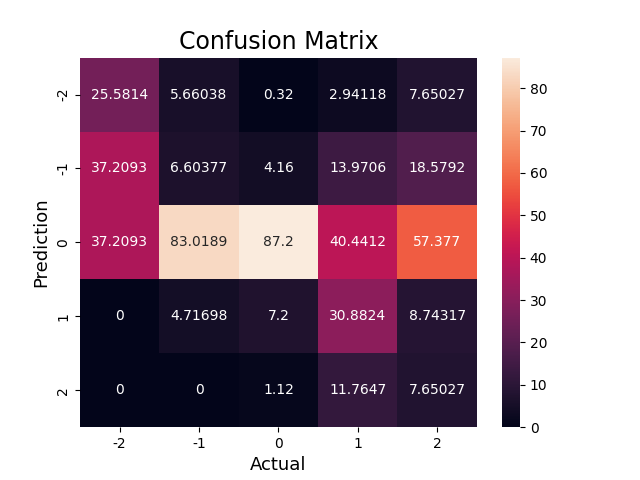 Confusion Matrix
-2 25.5814 5.66038 0.32 2.94118 7.65027
-1 37.2093 6.60377 4.16 13.9706 18.5792
0 37.2093 83.0189 87.2 40.4412 57.377
1 0 4.71698 7.2 30.8824 8.74317
2 0 0 1.12 11.7647 7.65027
-2 -1 0 1 2
Prediction
Actual
80
70
60
50
40
30
20
10
0